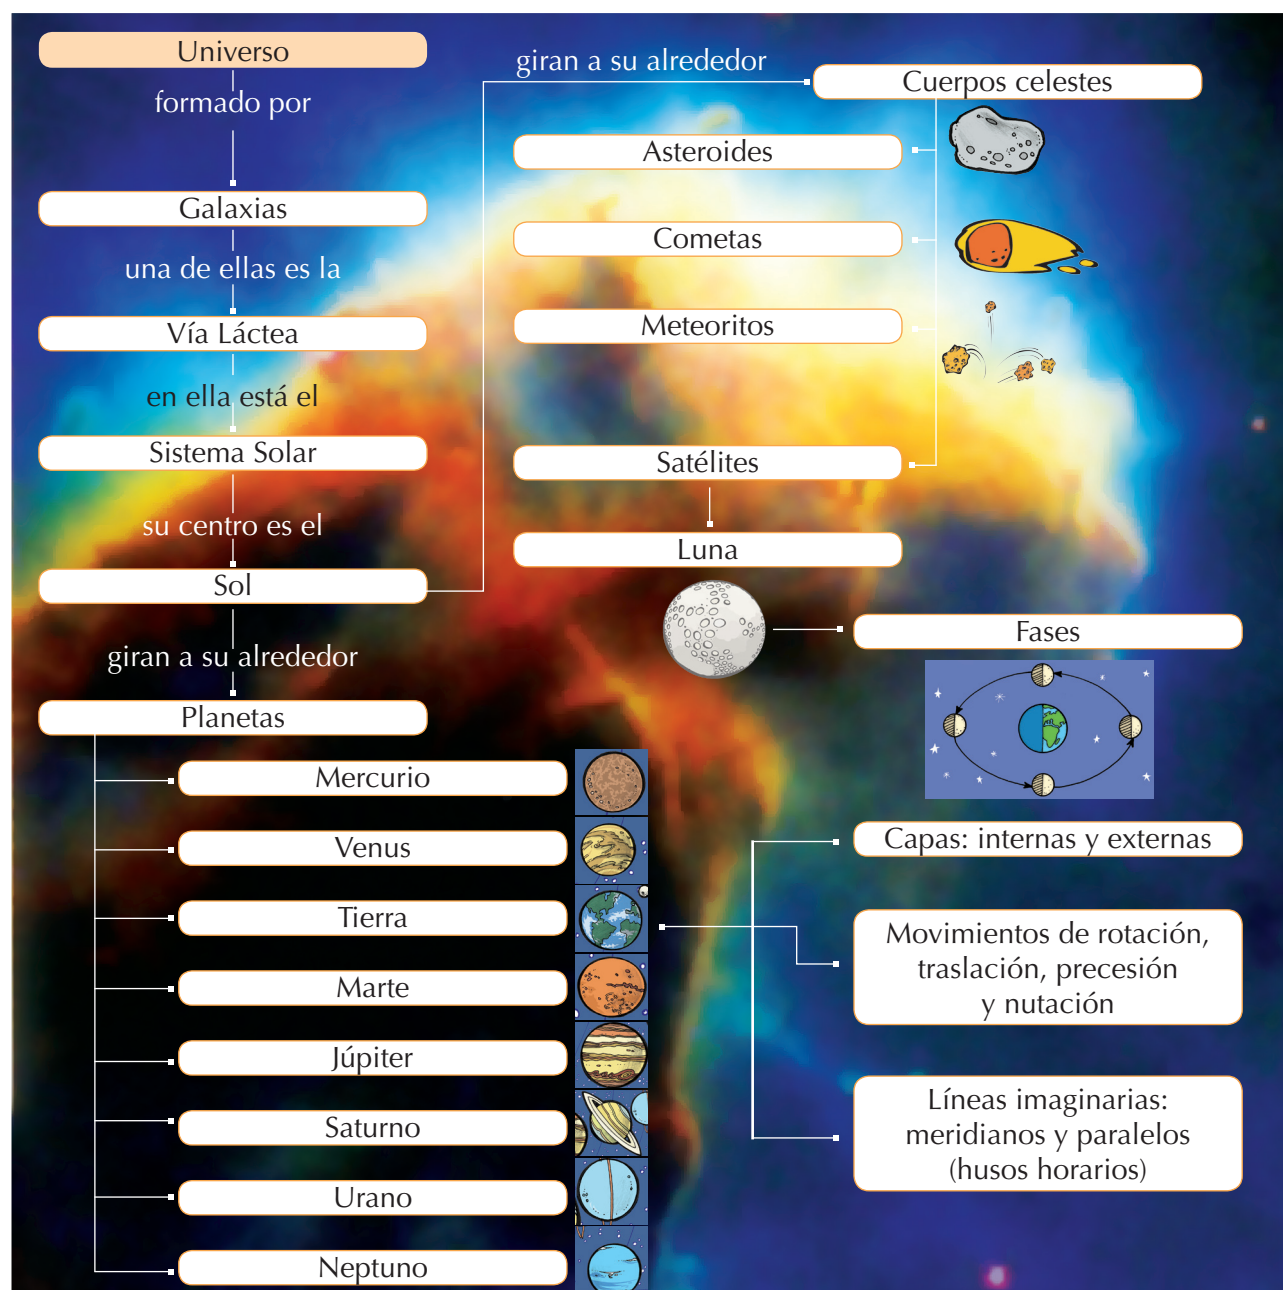 Universo
formado por
Galaxias
una de ellas es la
Vía Láctea
en ella está el
Sistema Solar
su centro es el
Sol
giran a su alrededor
Planetas
Mercurio
Venus
Tierra
Marte
Júpiter
Saturno
Urano
Neptuno
giran a su alrededor
Cuerpos celestes
Asteroides
Cometas
Meteoritos
Satélites
Luna
Fases
Capas: internas y externas
Movimientos de rotación,
traslación, precesión
y nutación
Líneas imaginarias:
meridianos y paralelos
(husos horarios)